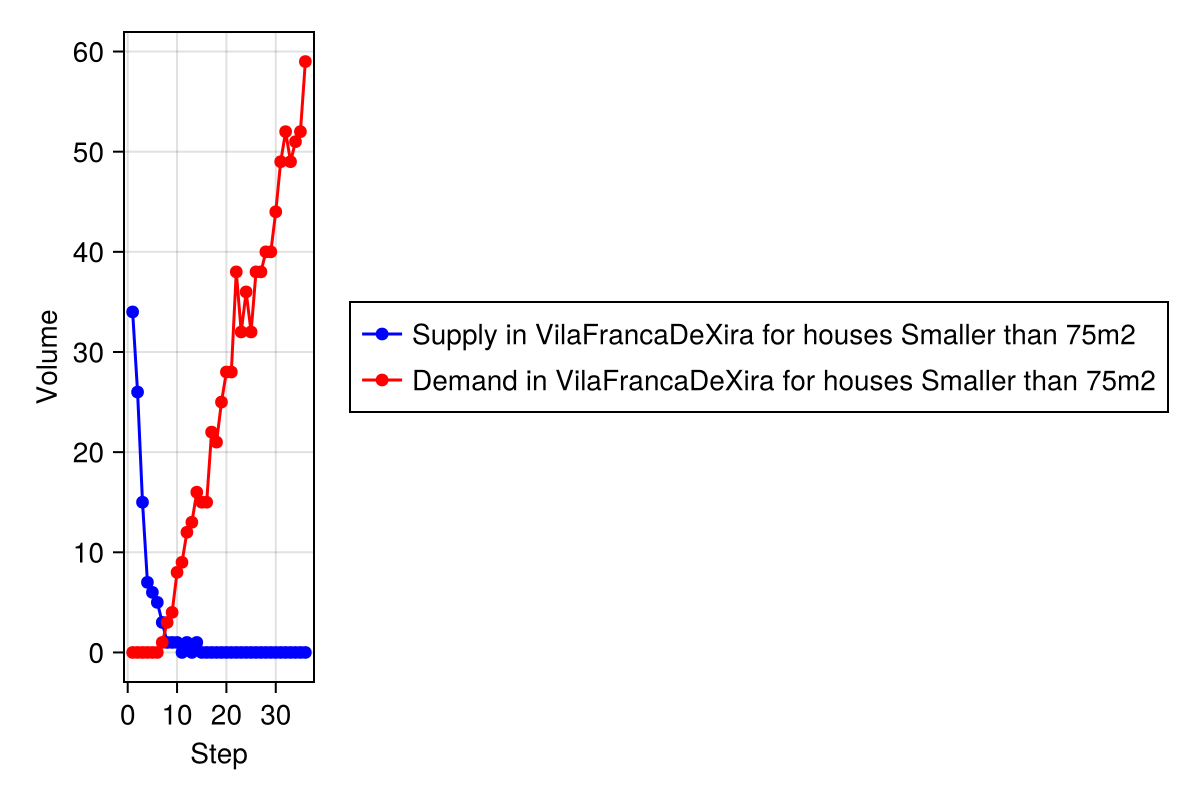 60
50
40
30
20
10
0
Volume
0 10 20 30
Step
Supply in VilaFrancaDeXira for houses Smaller than 75m2
Demand in VilaFrancaDeXira for houses Smaller than 75m2